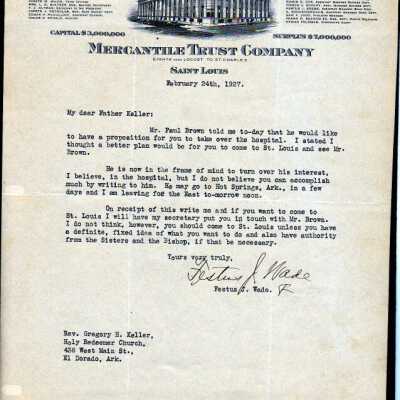 CAPITAL $3,000,000
SURPLUS $7,000,000
MERCANTILE TRUST COMPANY
EIGHTH AND LOCUST TO ST. CHARLES
SAINT LOUIS
February 24th, 1927.
My dear Father Keller:
Mr. Paul Brown told me to-day that he would like
to have a proposition for you to take over the hospital. I stated I
thought a better plan would be for you to come to St. Louis and see Mr.
Brown.
He is now in the frame of mind to turn over his interest,
I believe, in the hospital, but I do not believe you can accomplish
much by writing to him. He may go to Hot Springs, Ark., in a few
days and I am leaving for the East to-morrow noon.
On receipt of this write me and if you want to come to
St. Louis I will have my secretary put you in touch with Mr. Brown.
I do not think, however, you should come to St. Louis unless you have
a definite, fixed idea of what you want to do and also have authority
from the Sisters and the Bishop, if that be necessary.
Yours very truly,
Festus J. Wade
Festus J. Wade.
Rev. Gregory H. Keller,
Holy Redeemer Church,
438 West Main St.,
El Dorado, Ark.